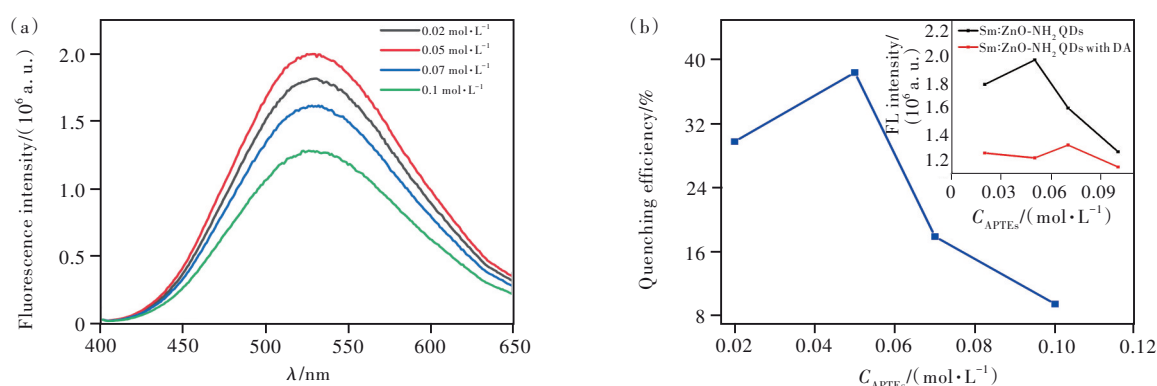 (a)
Fluorescence intensity/(10⁶ a. u.)
2.0
1.5
1.0
0.5
0
0.02 mol·L⁻¹
0.05 mol·L⁻¹
0.07 mol·L⁻¹
0.1 mol·L⁻¹
400 450 500 550 600 650
λ/nm
(b)
Quenching efficiency/%
40
32
24
16
8
0.02 0.04 0.06 0.08 0.10 0.12
C_APTEs/(mol·L⁻¹)
FL intensity/
(10⁶ a. u.)
2.2
2.0
1.8
1.6
1.4
1.2
Sm:ZnO-NH₂ QDs
Sm:ZnO-NH₂ QDs with DA
0 0.03 0.06 0.09
C_APTEs/(mol·L⁻¹)